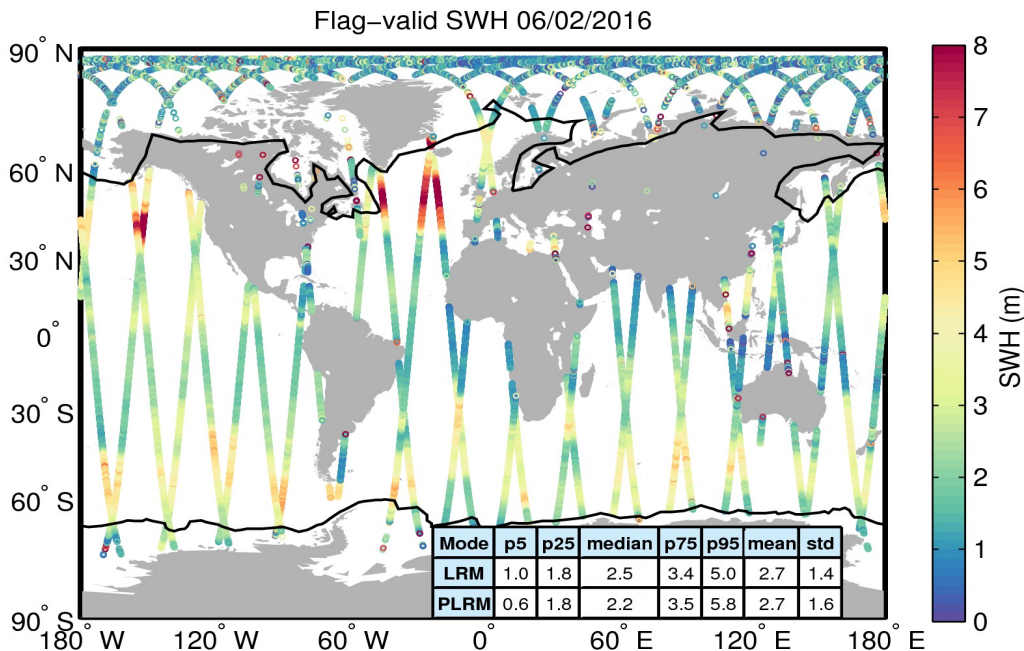 Flag−valid SWH 06/02/2016
90° N
60° N
30° N
0°
30° S
60° S
90° S
180° W
120° W
60° W
0°
60° E
120° E
180° E
8
7
6
5
4
3
2
1
0
SWH (m)
Mode p5 p25 median p75 p95 mean std
LRM 1.0 1.8 2.5 3.4 5.0 2.7 1.4
PLRM 0.6 1.8 2.2 3.5 5.8 2.7 1.6